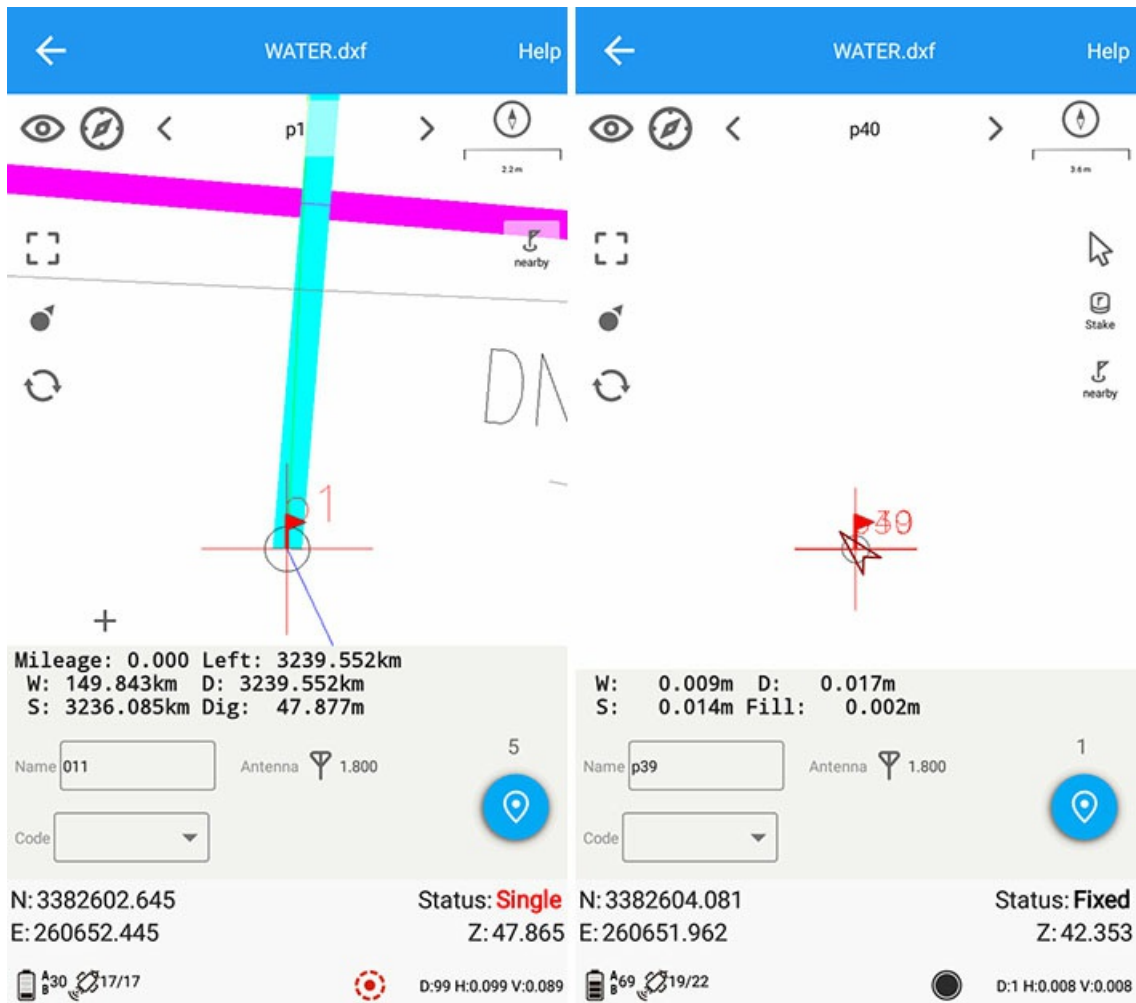 WATER.dxf Help
p1
2.2m
nearby
DN
1
Mileage: 0.000 Left: 3239.552km
W: 149.843km D: 3239.552km
S: 3236.085km Dig: 47.877m
Name 011 Antenna 1.800 5
Code
N: 3382602.645 Status: Single
E: 260652.445 Z: 47.865
A B 30 17/17 D:99 H:0.099 V:0.089
WATER.dxf Help
p40
3.6m
Stake
nearby
W: 0.009m D: 0.017m
S: 0.014m Fill: 0.002m
Name p39 Antenna 1.800 1
Code
N: 3382604.081 Status: Fixed
E: 260651.962 Z: 42.353
A B 69 19/22 D:1 H:0.008 V:0.008